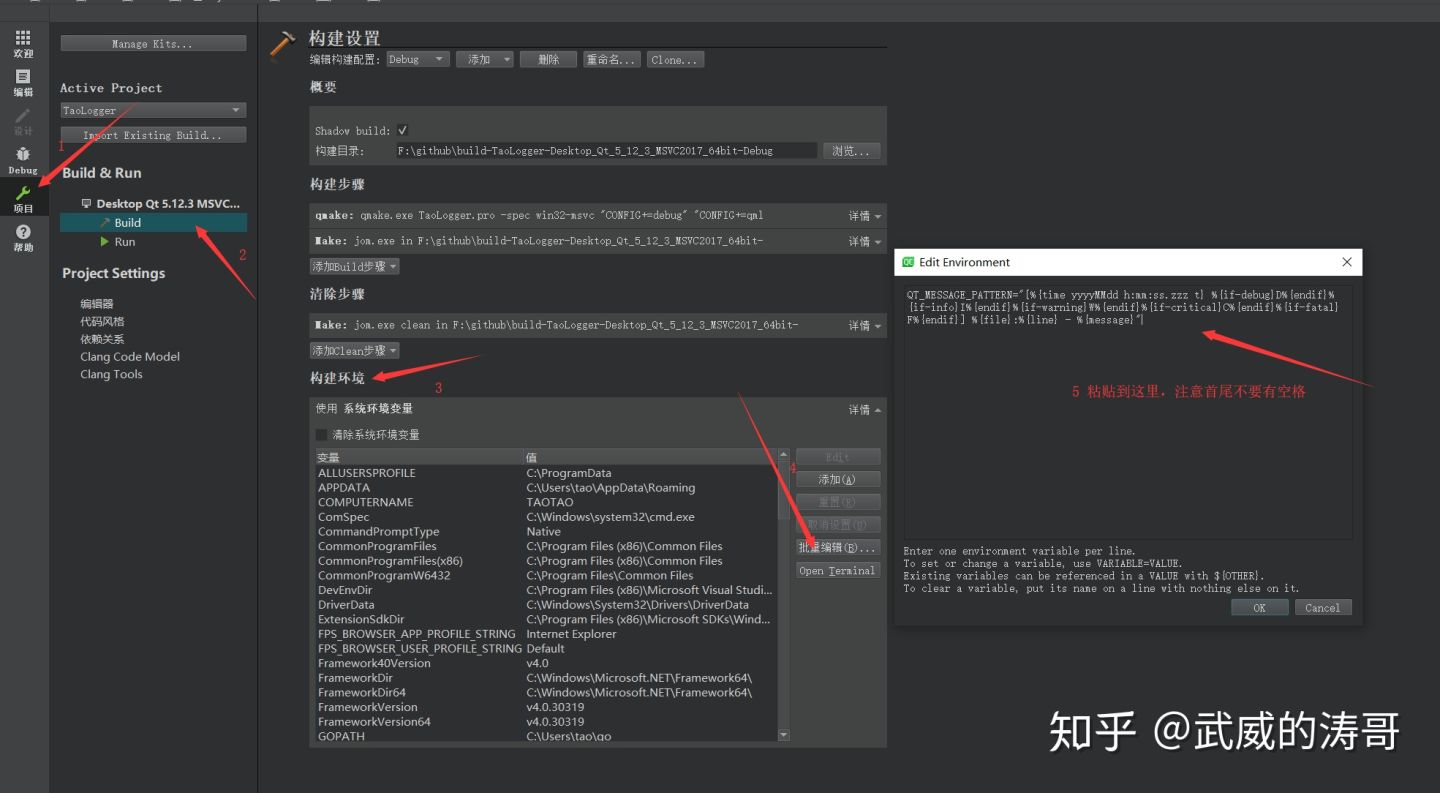 欢迎
编辑
设计
Debug
项目
帮助
Manage Kits...
Active Project
TaoLogger
Import Existing Build...
1
Build & Run
Desktop Qt 5.12.3 MSVC...
Build
Run
2
Project Settings
编辑器
代码风格
依赖关系
Clang Code Model
Clang Tools
构建设置
编辑构建配置: Debug 添加 删除 重命名... Clone...
概要
Shadow build:
构建目录: F:\github\build-TaoLogger-Desktop_Qt_5_12_3_MSVC2017_64bit-Debug 浏览...
构建步骤
qmake: qmake.exe TaoLogger.pro -spec win32-msvc "CONFIG+=debug" "CONFIG+=qml 详情
Make: jom.exe in F:\github\build-TaoLogger-Desktop_Qt_5_12_3_MSVC2017_64bit- 详情
添加Build步骤
清除步骤
Make: jom.exe clean in F:\github\build-TaoLogger-Desktop_Qt_5_12_3_MSVC2017_64bit- 详情
添加Clean步骤
构建环境
3
使用 系统环境变量 详情
清除系统环境变量
变量 值
ALLUSERSPROFILE C:\ProgramData
APPDATA C:\Users\tao\AppData\Roaming
COMPUTERNAME TAOTAO
ComSpec C:\Windows\system32\cmd.exe
CommandPromptType Native
CommonProgramFiles C:\Program Files (x86)\Common Files
CommonProgramFiles(x86) C:\Program Files (x86)\Common Files
CommonProgramW6432 C:\Program Files\Common Files
DevEnvDir C:\Program Files (x86)\Microsoft Visual Studi...
DriverData C:\Windows\System32\Drivers\DriverData
ExtensionSdkDir C:\Program Files (x86)\Microsoft SDKs\Wind...
FPS_BROWSER_APP_PROFILE_STRING Internet Explorer
FPS_BROWSER_USER_PROFILE_STRING Default
Framework40Version v4.0
FrameworkDir C:\Windows\Microsoft.NET\Framework64\
FrameworkDir64 C:\Windows\Microsoft.NET\Framework64\
FrameworkVersion v4.0.30319
FrameworkVersion64 v4.0.30319
GOPATH C:\Users\tao\go
Edit
4
添加(A)
重置(R)
取消设置(U)
批量编辑(B)...
Open Terminal
Edit Environment
QT_MESSAGE_PATTERN="[%{time yyyyMMdd h:mm:ss.zzz t} %{if-debug}D%{endif}%
{if-info}I%{endif}%{if-warning}W%{endif}%{if-critical}C%{endif}%{if-fatal}
F%{endif}] %{file}:%{line} - %{message}"
5 粘贴到这里，注意首尾不要有空格
Enter one environment variable per line.
To set or change a variable, use VARIABLE=VALUE.
Existing variables can be referenced in a VALUE with ${OTHER}.
To clear a variable, put its name on a line with nothing else on it.
OK Cancel
知乎 @武威的涛哥